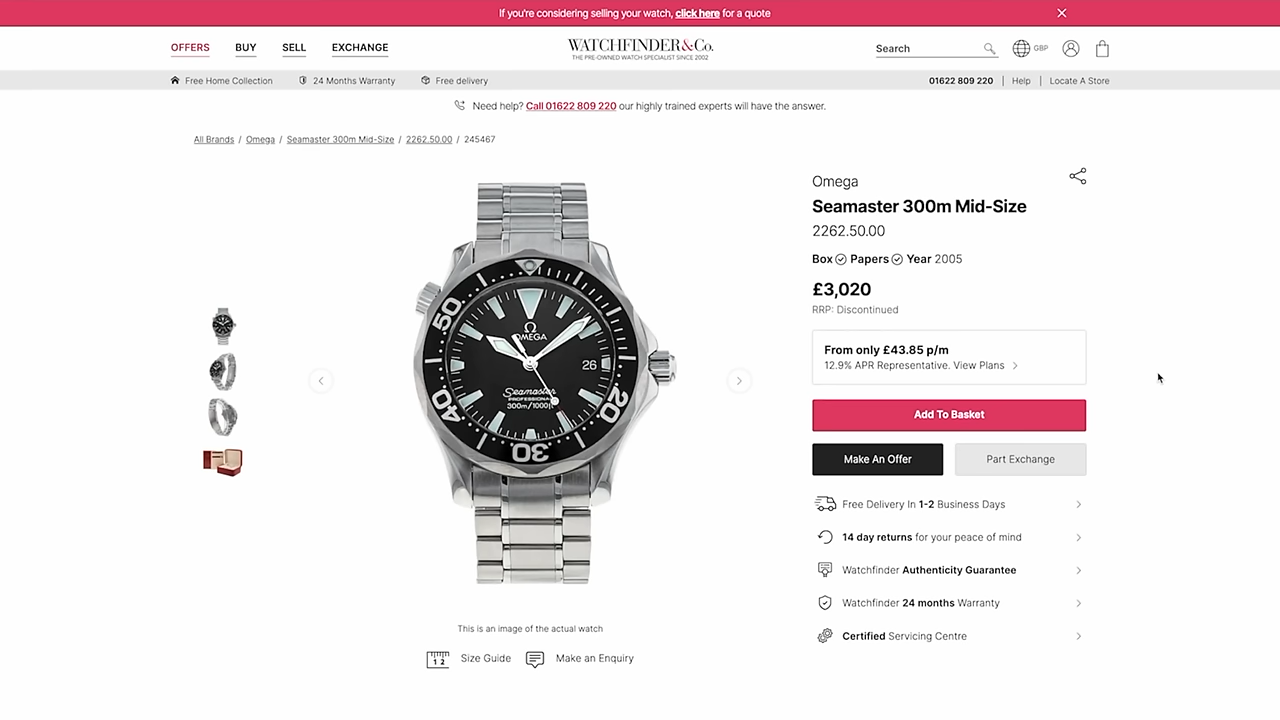 If you're considering selling your watch, click here for a quote
OFFERS BUY SELL EXCHANGE
WATCHFINDER&Co.
THE PRE-OWNED WATCH SPECIALIST SINCE 2002
Search
GBP
Free Home Collection 24 Months Warranty Free delivery
01622 809 220 | Help | Locate A Store
Need help? Call 01622 809 220 our highly trained experts will have the answer.
All Brands / Omega / Seamaster 300m Mid-Size / 2262.50.00 / 245467
50
Ω
OMEGA
26
Seamaster
PROFESSIONAL
300m/1000ft
40
20
30
This is an image of the actual watch
1 2 Size Guide Make an Enquiry
Omega
Seamaster 300m Mid-Size
2262.50.00
Box Papers Year 2005
£3,020
RRP: Discontinued
From only £43.85 p/m
12.9% APR Representative. View Plans
Add To Basket
Make An Offer Part Exchange
Free Delivery In 1-2 Business Days
14 day returns for your peace of mind
Watchfinder Authenticity Guarantee
Watchfinder 24 months Warranty
Certified Servicing Centre